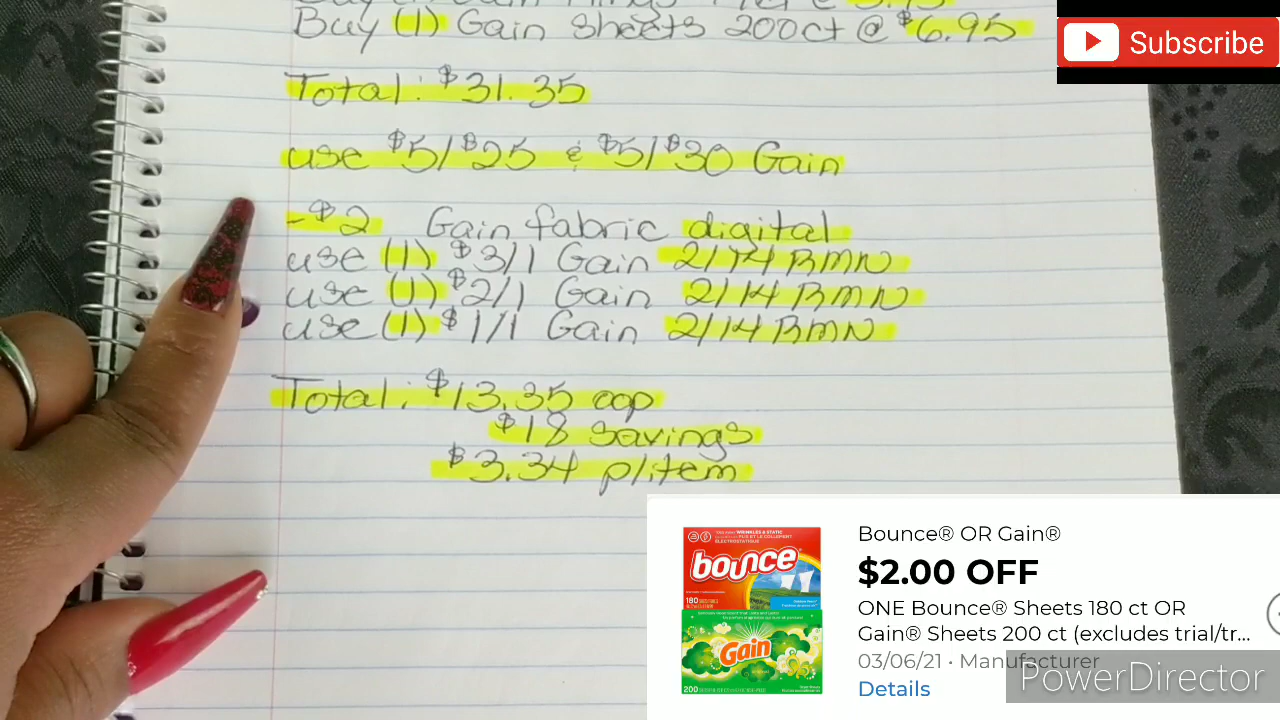 Buy (1) Gain sheets 200ct @ $6.95
Subscribe
Total: $31.35
use $5/$25 & $5/$30 Gain
-$2 Gain fabric digital
use (1) $3/1 Gain 2/14 RMN
use (1) $2/1 Gain 2/14 RMN
use (1) $1/1 Gain 2/14 RMN
Total: $13.35 oop
$18 savings
$3.34 p/item
Bounce® OR Gain®
$2.00 OFF
ONE Bounce® Sheets 180 ct OR
Gain® Sheets 200 ct (excludes trial/tr...
03/06/21 • Manufacturer
Details
bounce
180
Gain
200
PowerDirector